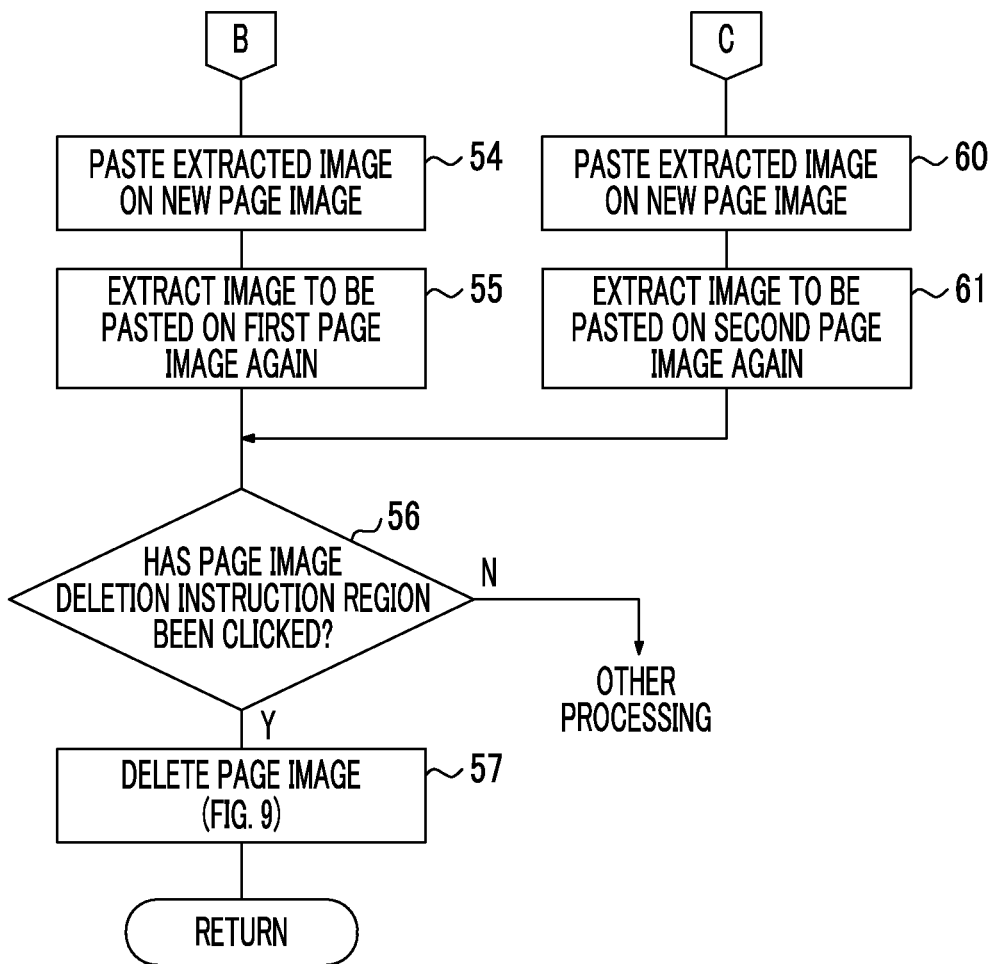 B
PASTE EXTRACTED IMAGE
ON NEW PAGE IMAGE
54
EXTRACT IMAGE TO BE
PASTED ON FIRST PAGE
IMAGE AGAIN
55
C
PASTE EXTRACTED IMAGE
ON NEW PAGE IMAGE
60
EXTRACT IMAGE TO BE
PASTED ON SECOND PAGE
IMAGE AGAIN
61
56
HAS PAGE IMAGE
DELETION INSTRUCTION REGION
BEEN CLICKED?
N
OTHER
PROCESSING
Y
DELETE PAGE IMAGE
(FIG. 9)
57
RETURN